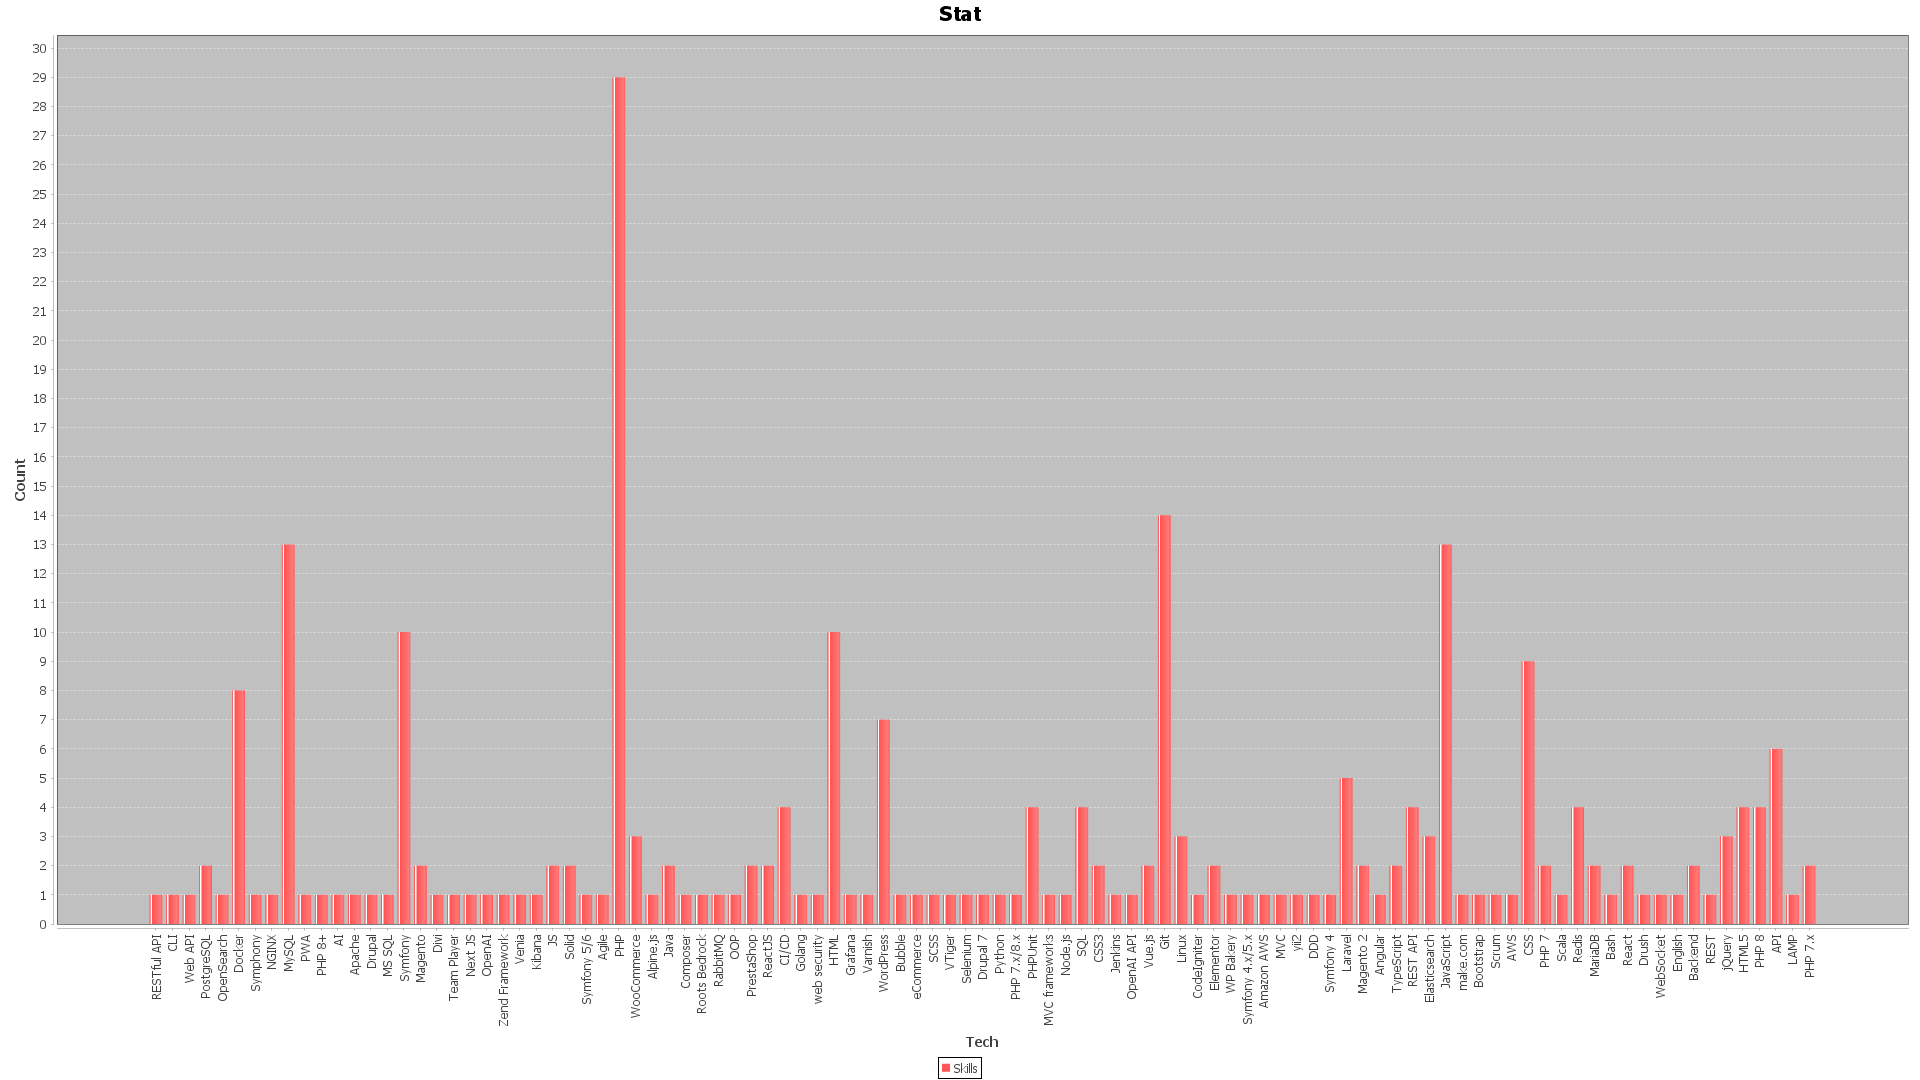 Stat
30
29
28
27
26
25
24
23
22
21
20
19
18
17
16
15
14
13
12
11
10
9
8
7
6
5
4
3
2
1
0
Count
RESTful API
CLI
Web API
PostgreSQL
OpenSearch
Docker
Symphony
NGINX
MySQL
PWA
PHP 8+
AI
Apache
Drupal
MS SQL
Symfony
Magento
Divi
Team Player
Next JS
OpenAI
Zend Framework
Venia
kibana
JS
Solid
Symfony 5/6
Agile
PHP
WooCommerce
Alpine.js
Java
Composer
Roots Bedrock
RabbitMQ
OOP
PrestaShop
ReactJS
CI/CD
Golang
web security
HTML
Grafana
Varnish
WordPress
Bubble
eCommerce
SCSS
VTiger
Selenium
Drupal 7
Python
PHP 7.x/8.x
PHPUnit
MVC frameworks
Node.js
SQL
CSS3
Jenkins
OpenAI API
Vue.js
Git
Linux
CodeIgniter
Elementor
WP Bakery
Symfony 4.x/5.x
Amazon AWS
MVC
yii2
DDD
Symfony 4
Laravel
Magento 2
Angular
TypeScript
REST API
Elasticsearch
JavaScript
make.com
Bootstrap
Scrum
AWS
CSS
PHP 7
Scala
Redis
MariaDB
Bash
React
Drush
WebSocket
English
Backend
REST
jQuery
HTML5
PHP 8
API
LAMP
PHP 7.x
Tech
Skills